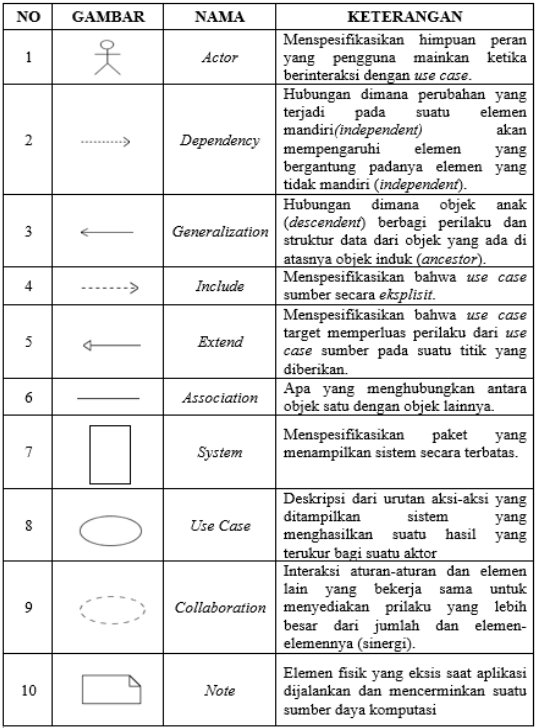 NO GAMBAR NAMA KETERANGAN
1 Actor Menspesifikasikan himpuan peran
yang pengguna mainkan ketika
berinteraksi dengan use case.
2 Dependency Hubungan dimana perubahan yang
terjadi pada suatu elemen
mandiri(independent) akan
mempengaruhi elemen yang
bergantung padanya elemen yang
tidak mandiri (independent).
3 Generalization Hubungan dimana objek anak
(descendent) berbagi perilaku dan
struktur data dari objek yang ada di
atasnya objek induk (ancestor).
4 Include Menspesifikasikan bahwa use case
sumber secara eksplisit.
5 Extend Menspesifikasikan bahwa use case
target memperluas perilaku dari use
case sumber pada suatu titik yang
diberikan.
6 Association Apa yang menghubungkan antara
objek satu dengan objek lainnya.
7 System Menspesifikasikan paket yang
menampilkan sistem secara terbatas.
8 Use Case Deskripsi dari urutan aksi-aksi yang
ditampilkan sistem yang
menghasilkan suatu hasil yang
terukur bagi suatu aktor
9 Collaboration Interaksi aturan-aturan dan elemen
lain yang bekerja sama untuk
menyediakan prilaku yang lebih
besar dari jumlah dan elemen-
elemennya (sinergi).
10 Note Elemen fisik yang eksis saat aplikasi
dijalankan dan mencerminkan suatu
sumber daya komputasi